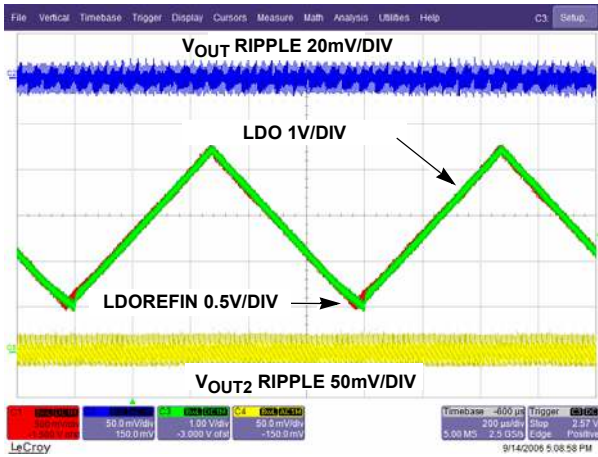 File Vertical Timebase Trigger Display Cursors Measure Math Analysis Utilities Help C3: Setup...
VOUT RIPPLE 20mV/DIV
LDO 1V/DIV
LDOREFIN 0.5V/DIV
VOUT2 RIPPLE 50mV/DIV
C1 C3 C4 Timebase -600 µs Trigger
50.0 mV/div 1.00 V/div 50.0 mV/div 200 µs/div Stop 2.57 V
150.0 mV -3.000 V ofst -150.0 mV 5.00 MS 2.5 GS/s Edge Positive
LeCroy 9/14/2006 5:08:58 PM